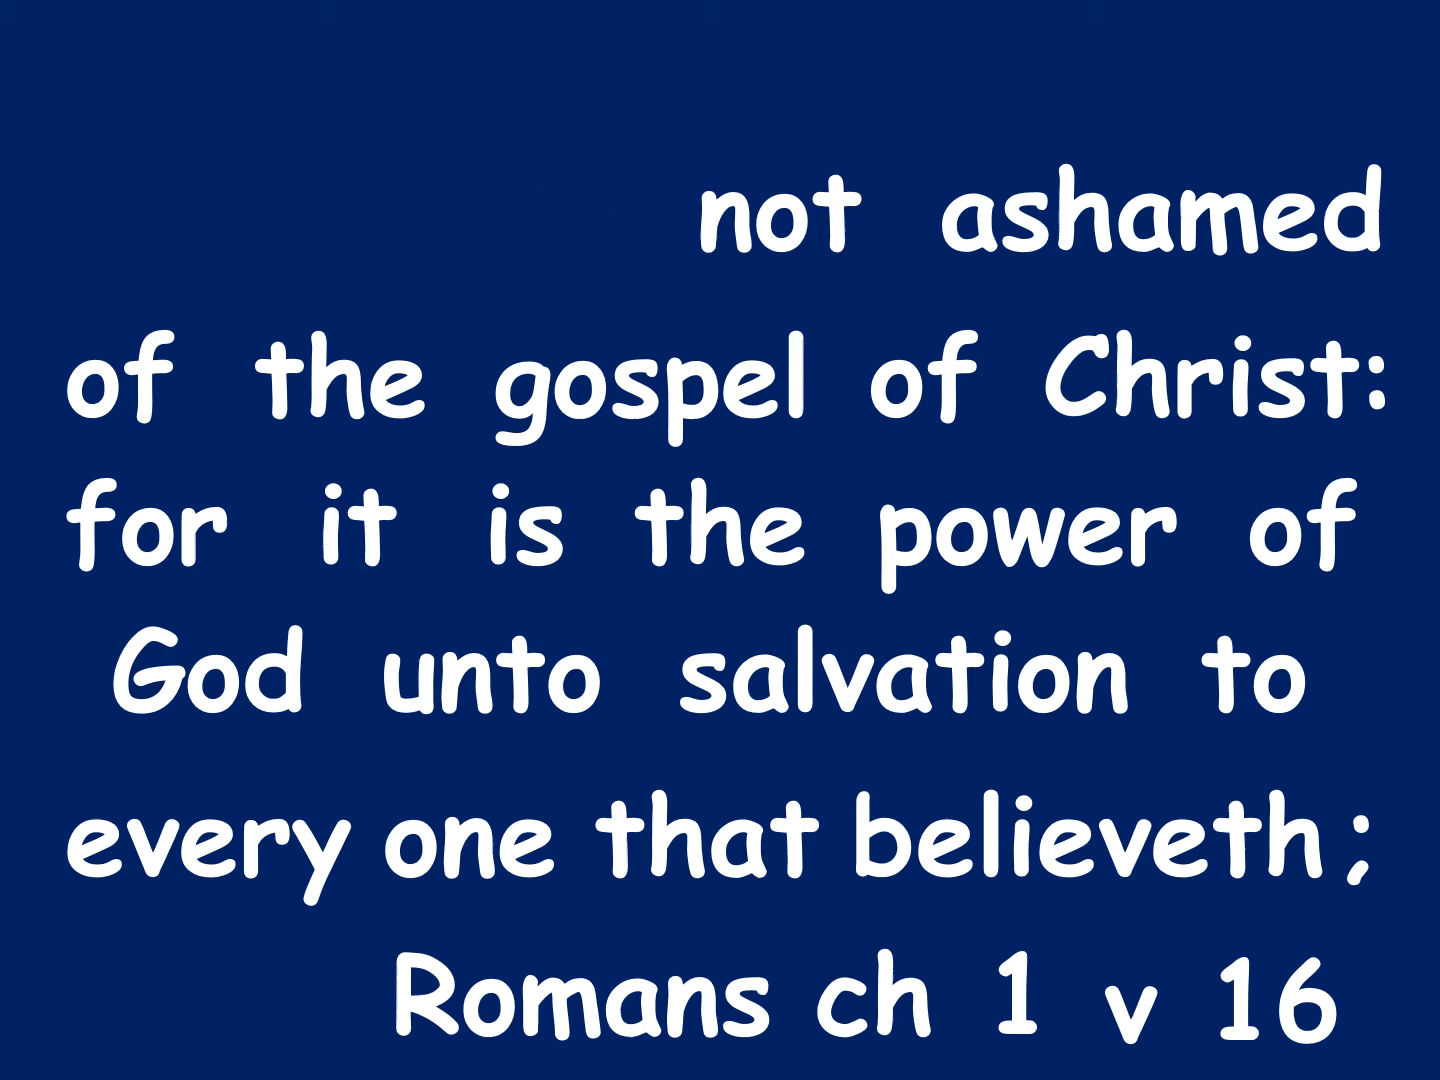 not ashamed
of the gospel of Christ:
for it is the power of
God unto salvation to
every one that believeth ;
Romans ch 1 v 16